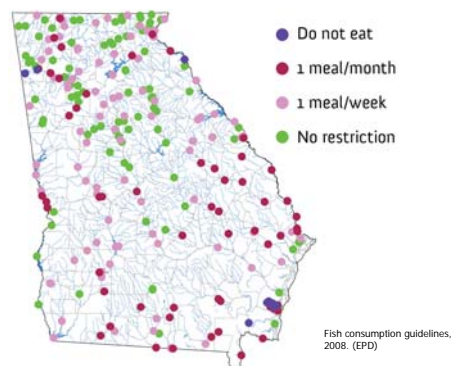 Do not eat
1 meal/month
1 meal/week
No restriction
Fish consumption guidelines,
2008. (EPD)